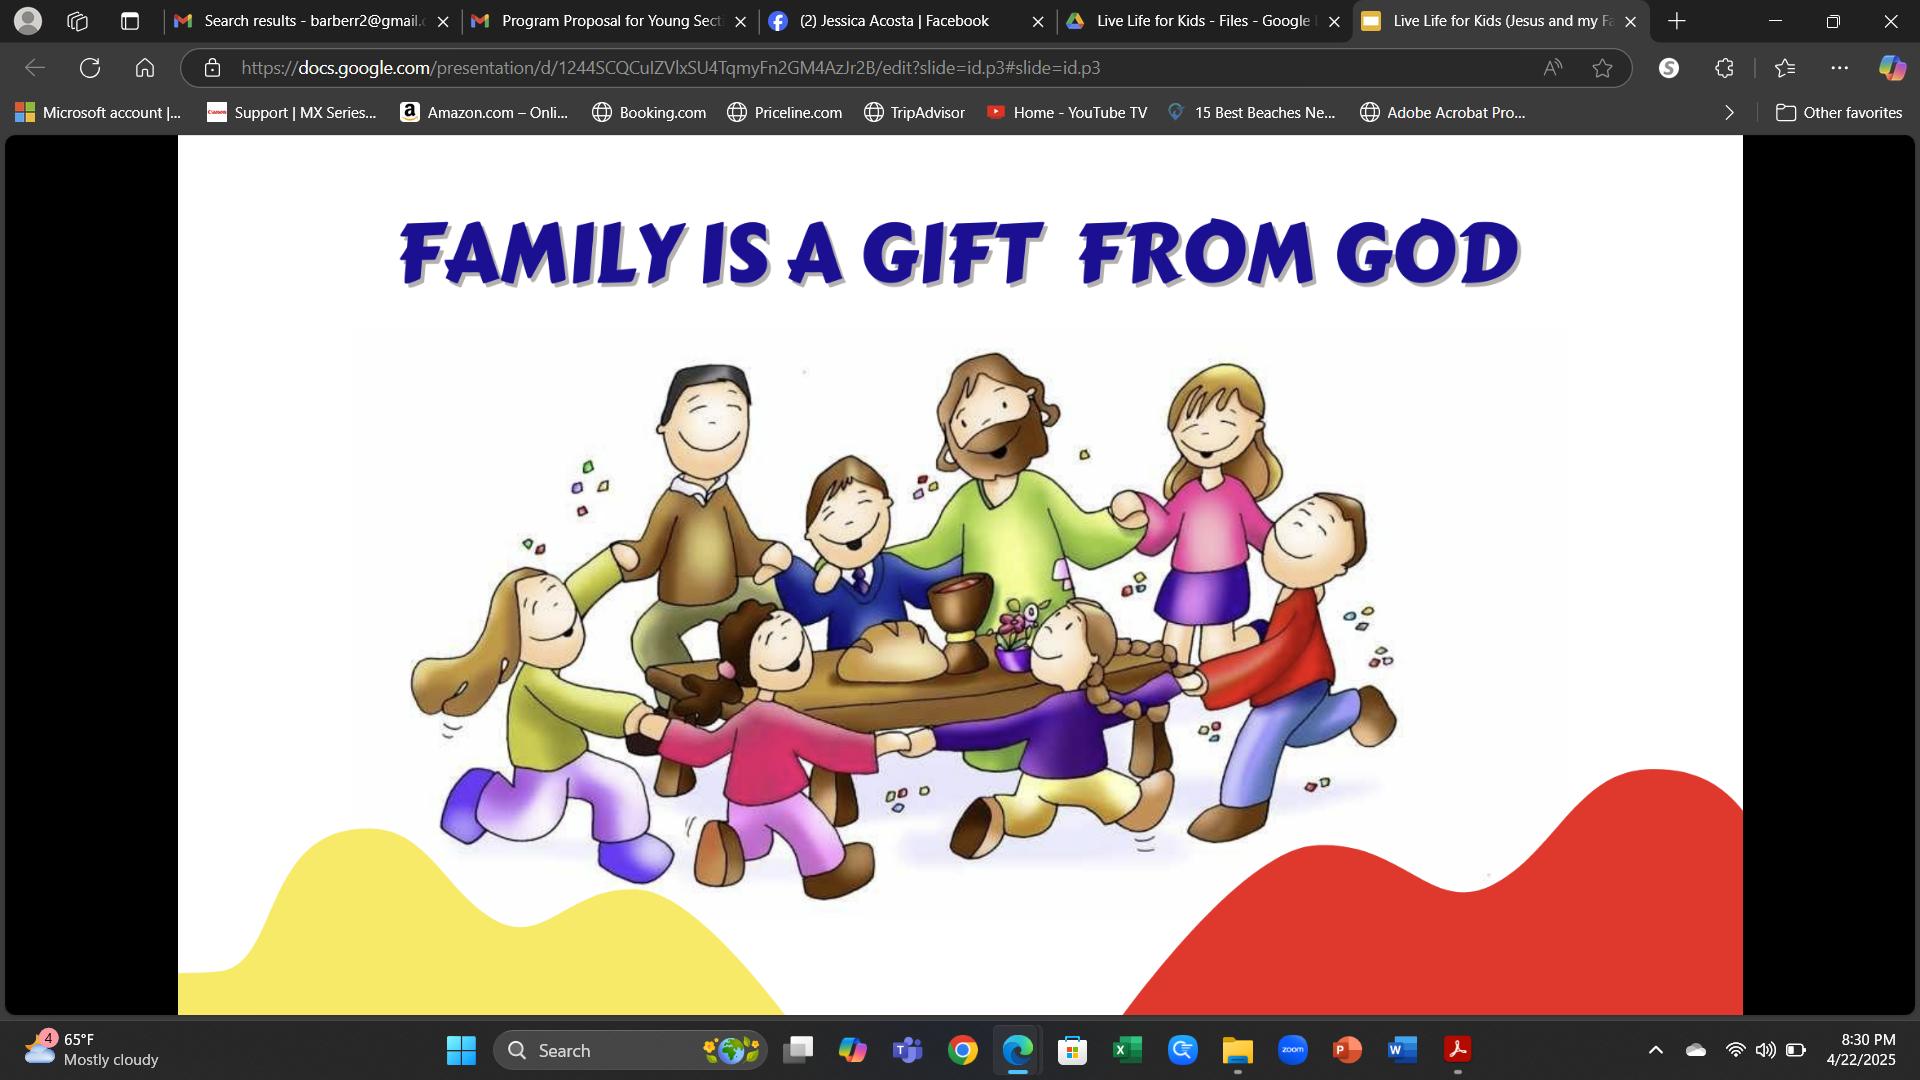 Search results - barberr2@gmail.c
Program Proposal for Young Secti
(2) Jessica Acosta | Facebook
Live Life for Kids - Files - Google
Live Life for Kids (Jesus and my Fa
https://docs.google.com/presentation/d/1244SCQCuIZVlxSU4TqmyFn2GM4AzJr2B/edit?slide=id.p3#slide=id.p3
Microsoft account |...
Support | MX Series...
Amazon.com – Onli...
Booking.com
Priceline.com
TripAdvisor
Home - YouTube TV
15 Best Beaches Ne...
Adobe Acrobat Pro...
Other favorites
FAMILY IS A GIFT FROM GOD
4
65°F
Mostly cloudy
Search
zoom
8:30 PM
4/22/2025